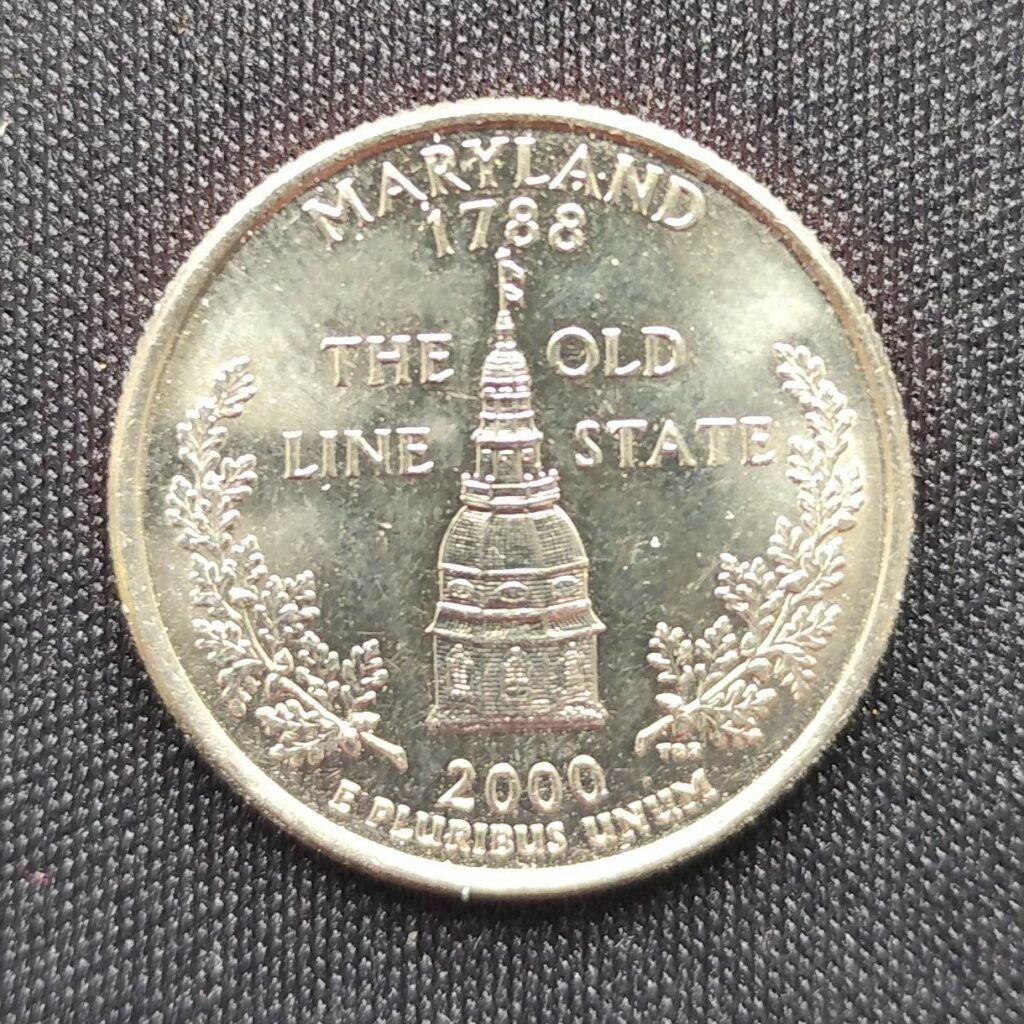 MARYLAND
1788
THE OLD
LINE STATE
2000
E PLURIBUS UNUM